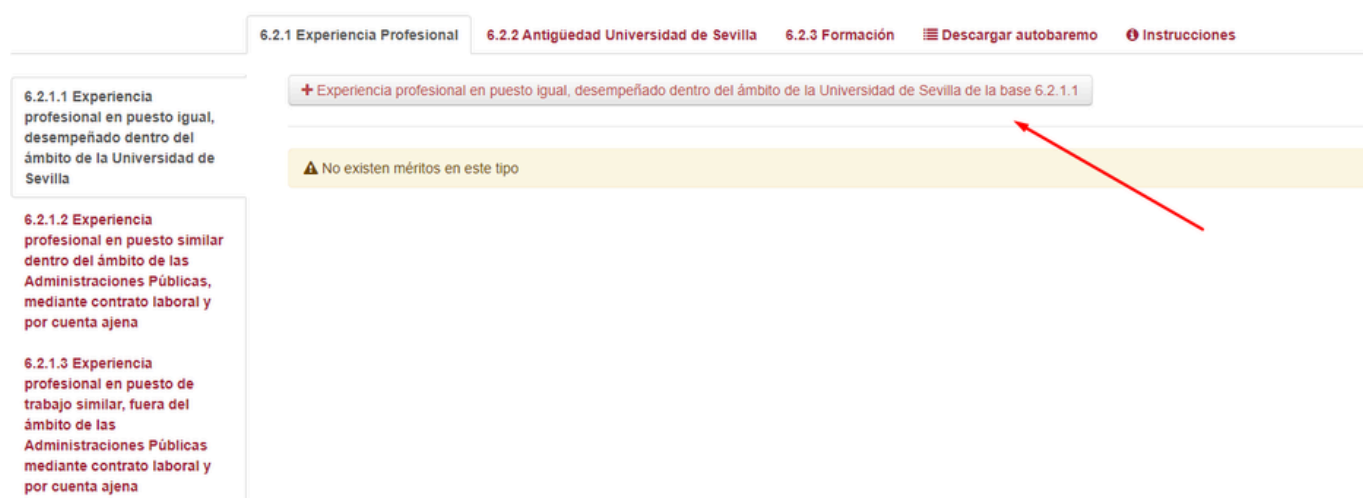 6.2.1 Experiencia Profesional
6.2.2 Antigüedad Universidad de Sevilla
6.2.3 Formación
Descargar autobaremo
Instrucciones
6.2.1.1 Experiencia
profesional en puesto igual,
desempeñado dentro del
ámbito de la Universidad de
Sevilla
6.2.1.2 Experiencia
profesional en puesto similar
dentro del ámbito de las
Administraciones Públicas,
mediante contrato laboral y
por cuenta ajena
6.2.1.3 Experiencia
profesional en puesto de
trabajo similar, fuera del
ámbito de las
Administraciones Públicas
mediante contrato laboral y
por cuenta ajena
+ Experiencia profesional en puesto igual, desempeñado dentro del ámbito de la Universidad de Sevilla de la base 6.2.1.1
No existen méritos en este tipo